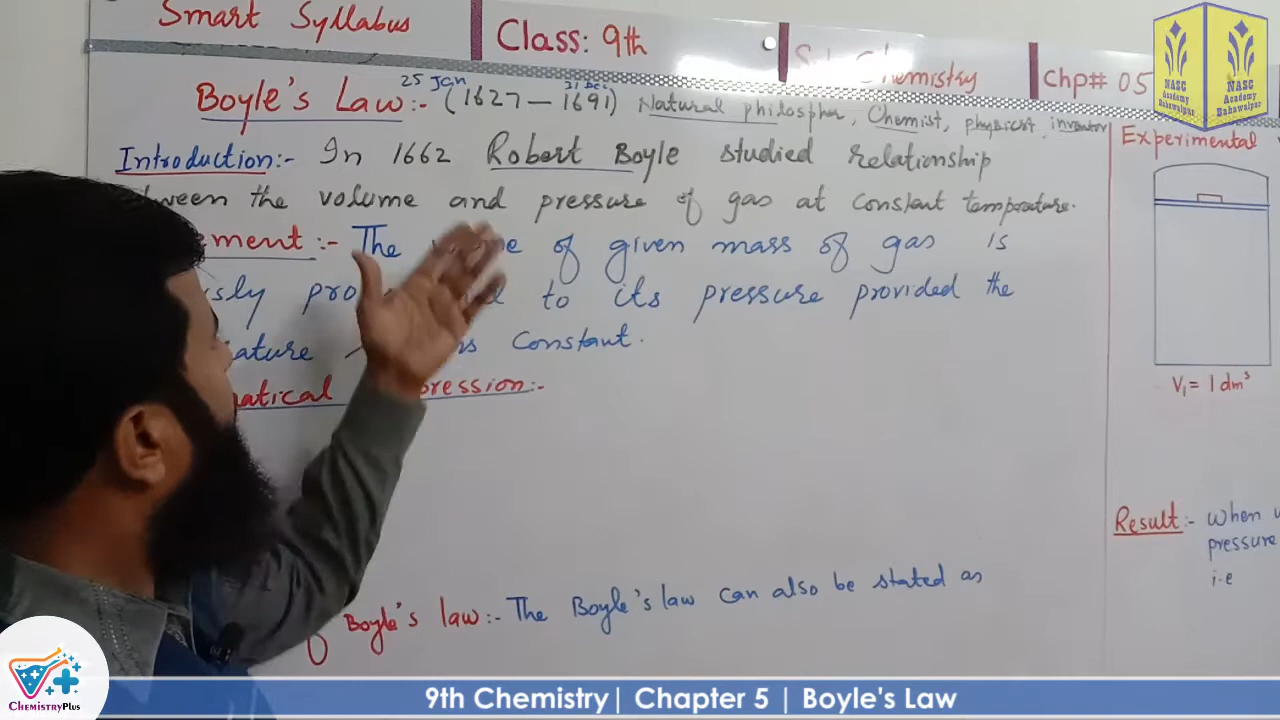 Smart Syllabus
Class: 9th
Chemistry
Chp# 05
NASC Academy Bahawalpur
NASC Academy Bahawalpur
25 Jan
31 Dec
Boyle's Law:- (1627 – 1691) Natural philospher, Chemist, physicist, inventor
Introduction:- In 1662 Robert Boyle studied relationship
ween the volume and pressure of gas at constant temprature.
ement:- The e of given mass of gas is
sly pro to its pressure provided the
ature s constant.
atical ression:-
Boyle's law:- The Boyle's law can also be stated as
Experimental
V₁ = 1 dm³
Result:- When
pressure
i.e
ChemistryPlus
9th Chemistry| Chapter 5 | Boyle's Law